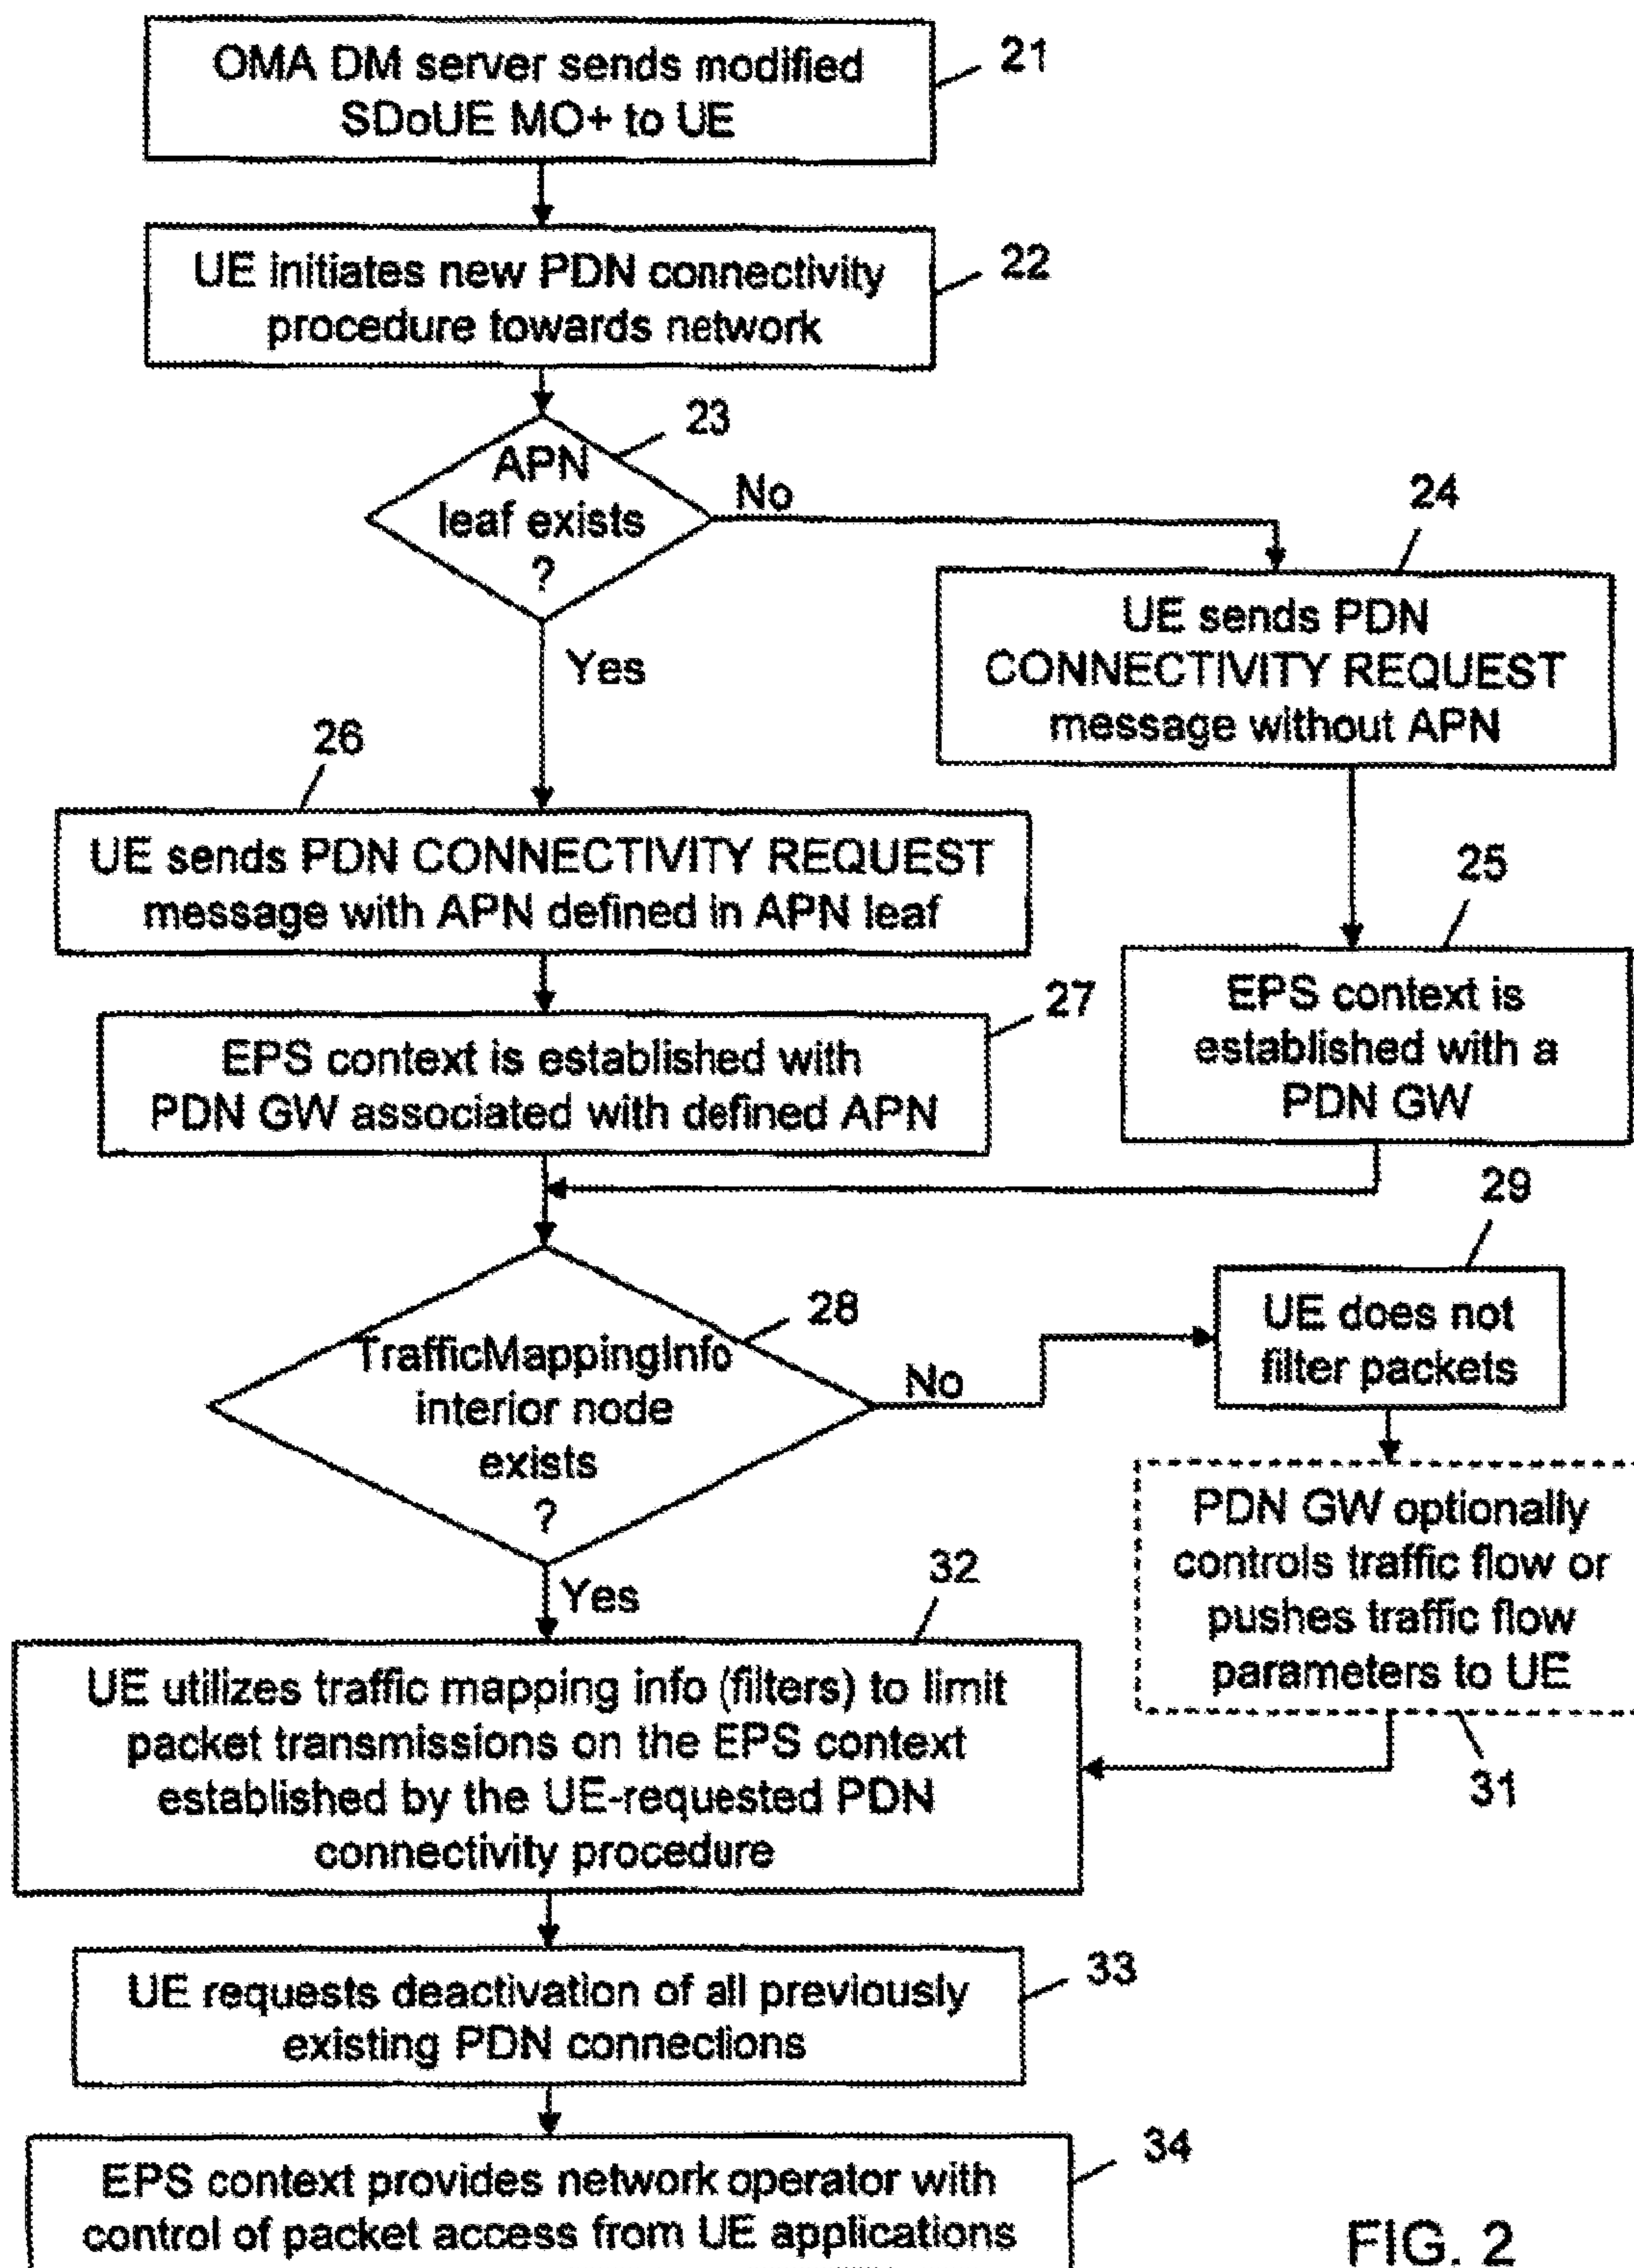 OMA DM server sends modified
SDoUE MO+ to UE
21
UE initiates new PDN connectivity
procedure towards network
22
APN
leaf exists
?
23
No
Yes
24
UE sends PDN
CONNECTIVITY REQUEST
message without APN
26
UE sends PDN CONNECTIVITY REQUEST
message with APN defined in APN leaf
25
EPS context is
established with a
PDN GW
27
EPS context is established with
PDN GW associated with defined APN
28
TrafficMappingInfo
interior node
exists
?
No
Yes
29
UE does not
filter packets
PDN GW optionally
controls traffic flow or
pushes traffic flow
parameters to UE
31
32
UE utilizes traffic mapping info (filters) to limit
packet transmissions on the EPS context
established by the UE-requested PDN
connectivity procedure
UE requests deactivation of all previously
existing PDN connections
33
34
EPS context provides network operator with
control of packet access from UE applications
FIG. 2